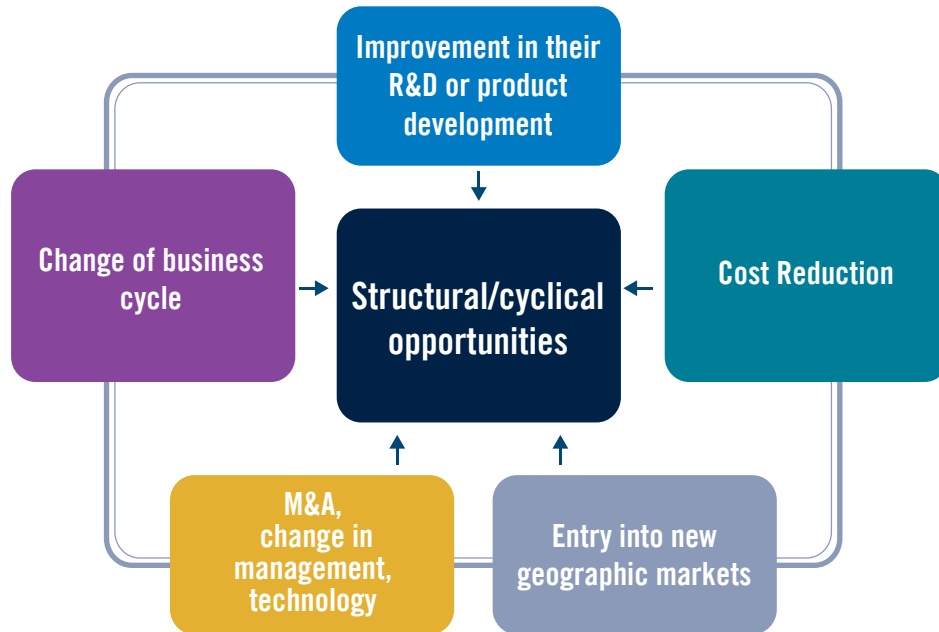 Improvement in their
R&D or product
development
Change of business
cycle
Structural/cyclical
opportunities
Cost Reduction
M&A,
change in
management,
technology
Entry into new
geographic markets